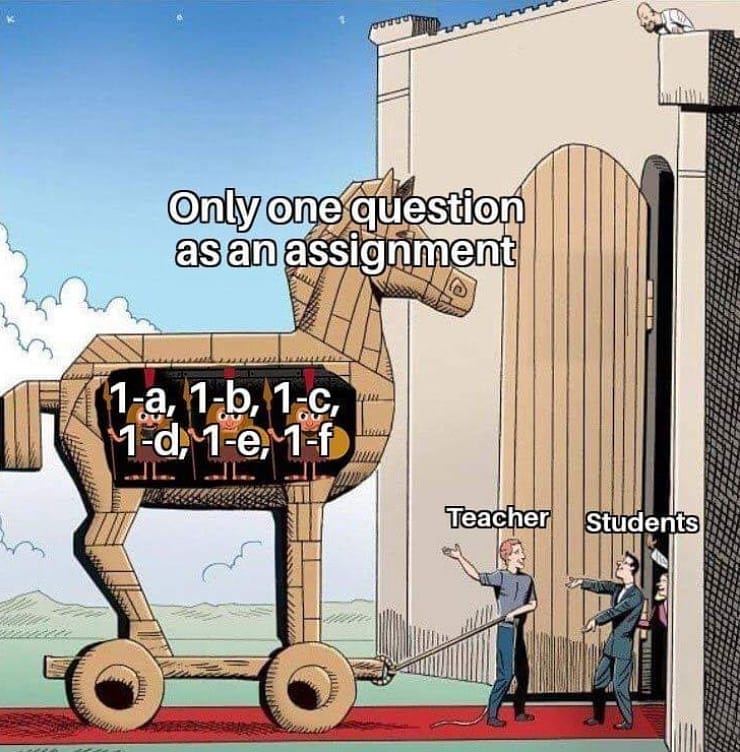 Only one question
as an assignment
1-a, 1-b, 1-c,
1-d, 1-e, 1-f
Teacher
Students